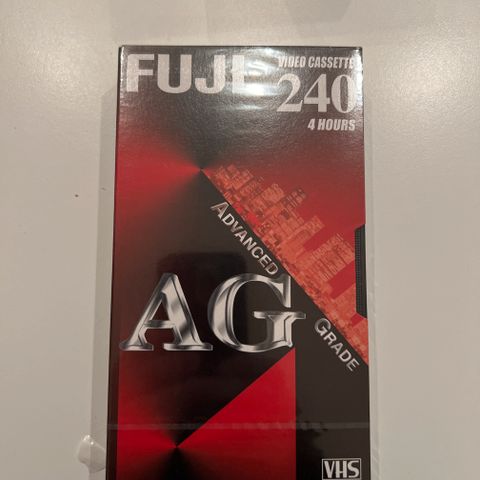 FUJI
VIDEO CASSETTE
240
4 HOURS
ADVANCED GRADE
AG
VHS